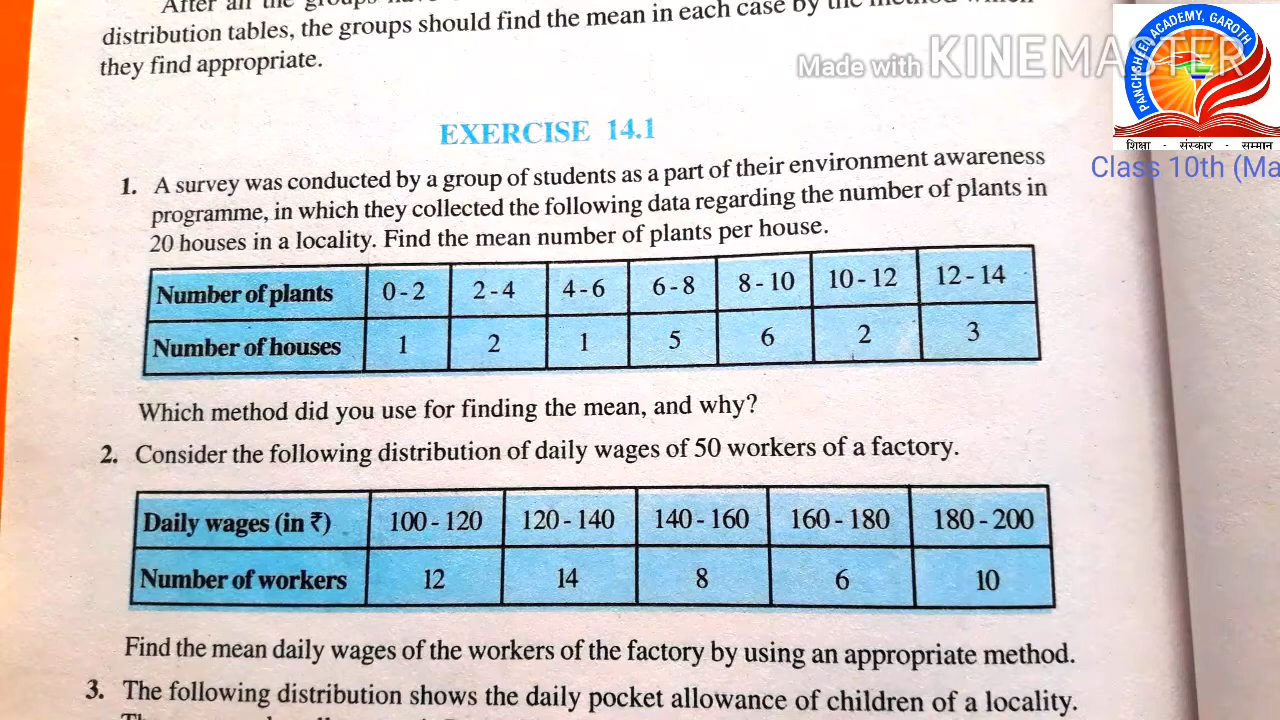 After all the groups
distribution tables, the groups should find the mean in each case by the method which
they find appropriate.
Made with KINEMASTER
PANCHSHEEL ACADEMY, GAROTH
शिक्षा - संस्कार - सम्मान
Class 10th (Ma
EXERCISE 14.1
1. A survey was conducted by a group of students as a part of their environment awareness
programme, in which they collected the following data regarding the number of plants in
20 houses in a locality. Find the mean number of plants per house.
Number of plants 0 - 2 2 - 4 4 - 6 6 - 8 8 - 10 10 - 12 12 - 14
Number of houses 1 2 1 5 6 2 3
Which method did you use for finding the mean, and why?
2. Consider the following distribution of daily wages of 50 workers of a factory.
Daily wages (in ₹) 100 - 120 120 - 140 140 - 160 160 - 180 180 - 200
Number of workers 12 14 8 6 10
Find the mean daily wages of the workers of the factory by using an appropriate method.
3. The following distribution shows the daily pocket allowance of children of a locality.